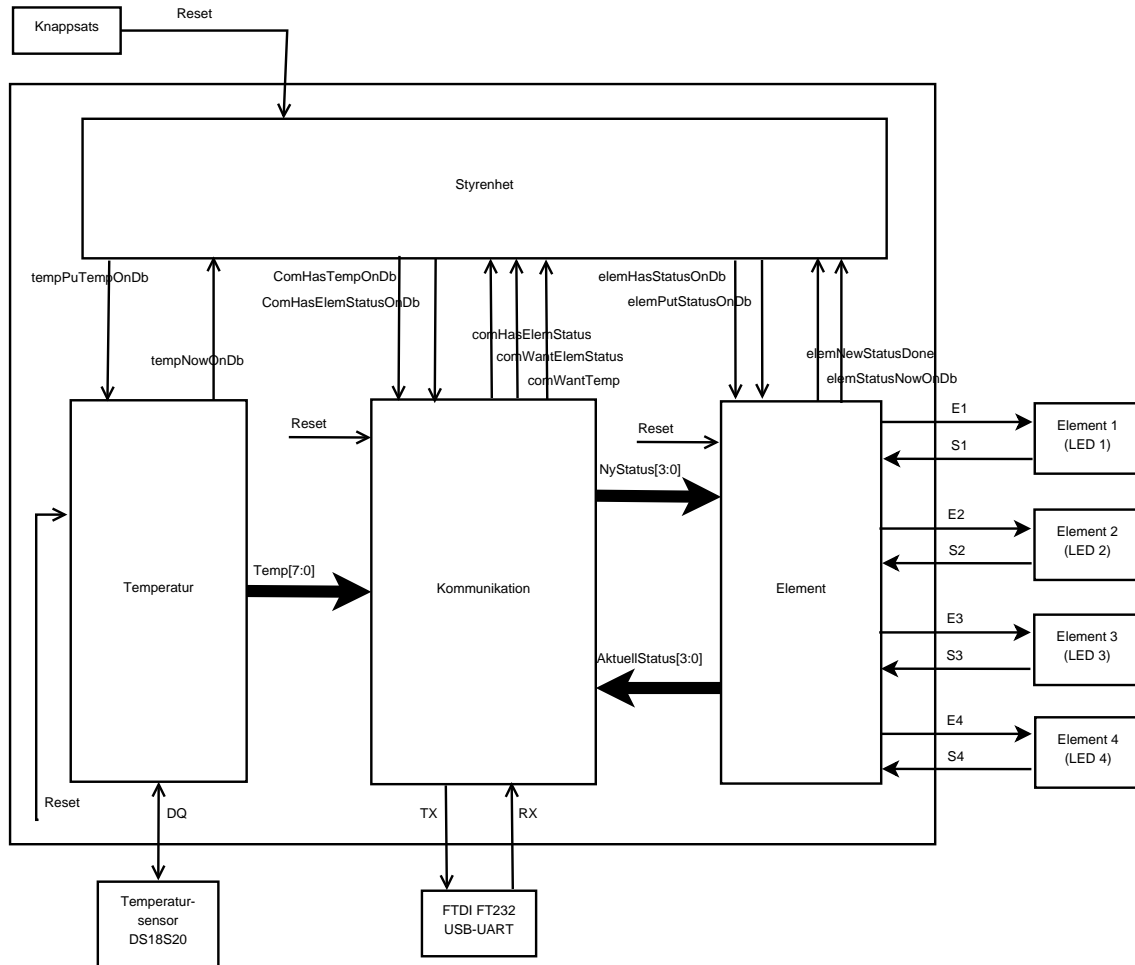 Knappsats
Reset
Styrenhet
tempPuTempOnDb
tempNowOnDb
ComHasTempOnDb
ComHasElemStatusOnDb
comHasElemStatus
comWantElemStatus
comWantTemp
elemHasStatusOnDb
elemPutStatusOnDb
elemNewStatusDone
elemStatusNowOnDb
Reset
Reset
Reset
Temperatur
Temp[7:0]
Kommunikation
NyStatus[3:0]
AktuellStatus[3:0]
Element
E1
S1
Element 1
(LED 1)
E2
S2
Element 2
(LED 2)
E3
S3
Element 3
(LED 3)
E4
S4
Element 4
(LED 4)
DQ
TX
RX
Temperatur-
sensor
DS18S20
FTDI FT232
USB-UART